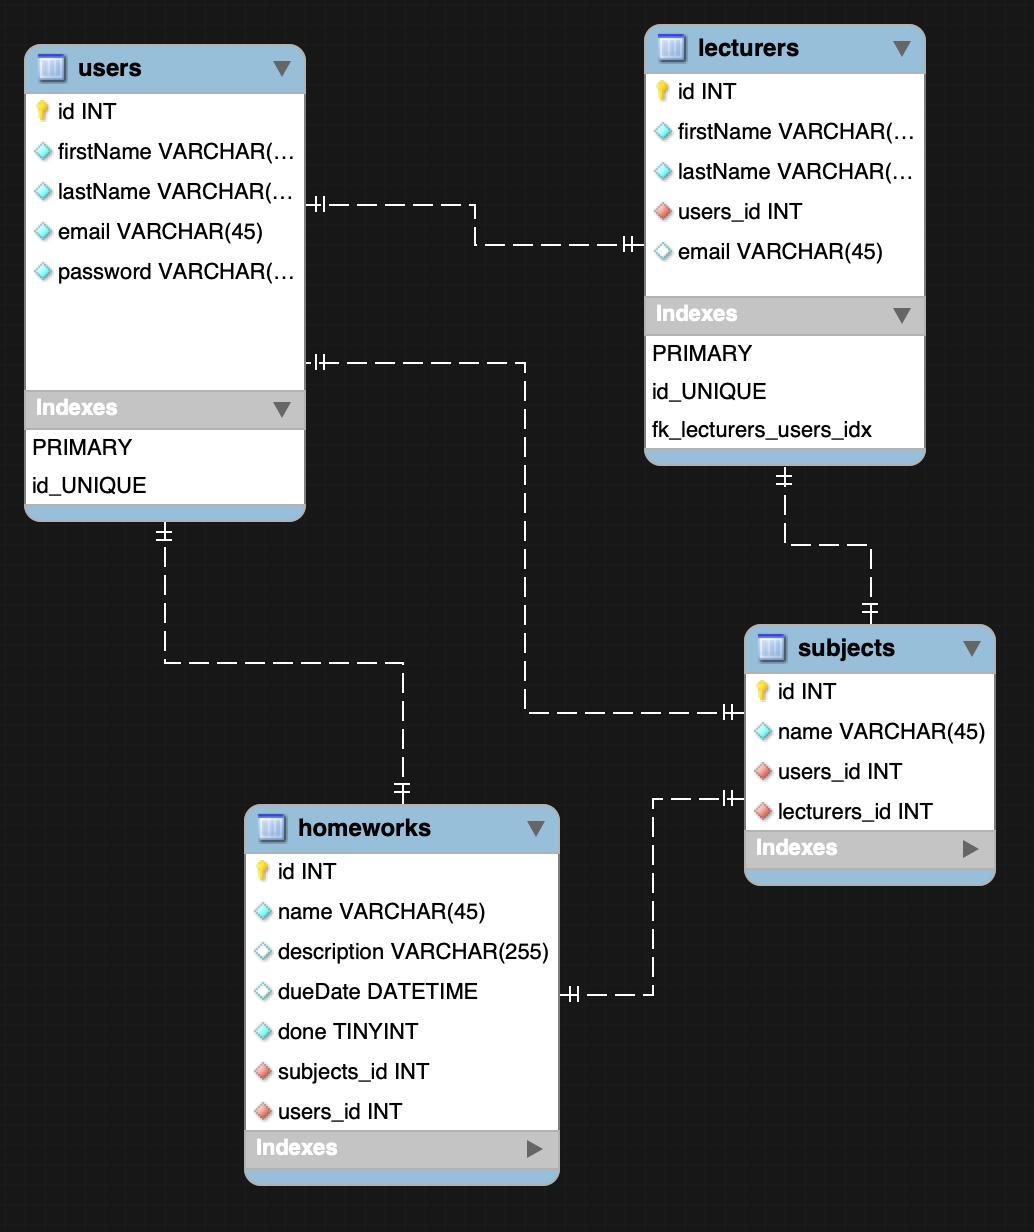 users
id INT
firstName VARCHAR(...
lastName VARCHAR(...
email VARCHAR(45)
password VARCHAR(...
Indexes
PRIMARY
id_UNIQUE
lecturers
id INT
firstName VARCHAR(...
lastName VARCHAR(...
users_id INT
email VARCHAR(45)
Indexes
PRIMARY
id_UNIQUE
fk_lecturers_users_idx
subjects
id INT
name VARCHAR(45)
users_id INT
lecturers_id INT
Indexes
homeworks
id INT
name VARCHAR(45)
description VARCHAR(255)
dueDate DATETIME
done TINYINT
subjects_id INT
users_id INT
Indexes